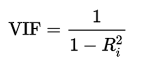 VIF = 1 / (1 − R_i^2)